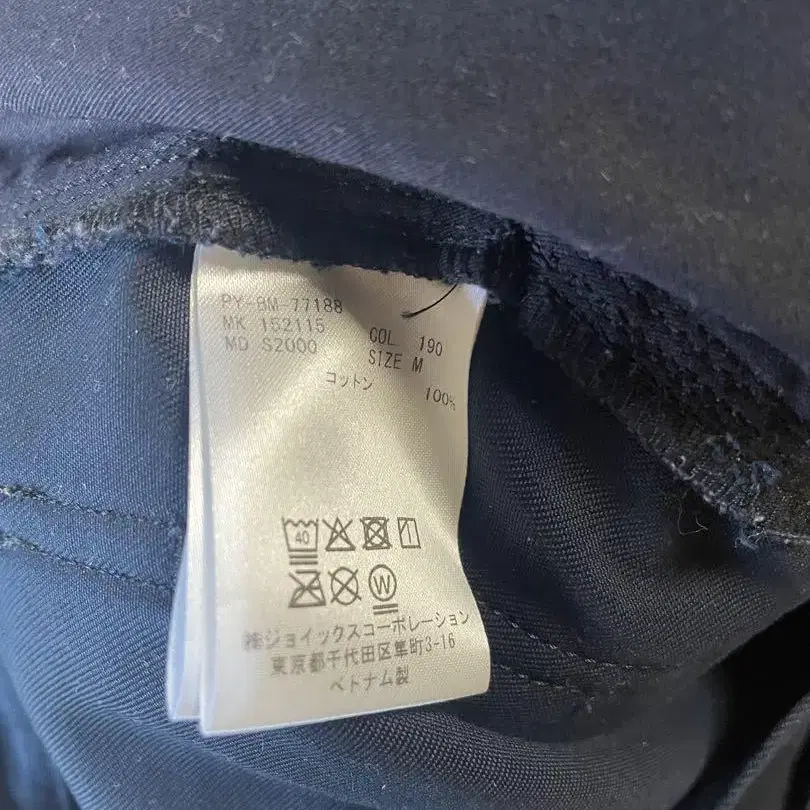 PY-BM-77188
MK 152115 COL. 190
MD S2000 SIZE M
コットン 100%
40
W
㈱ジョイックスコーポレーション
東京都千代田区隼町3-16
ベトナム製